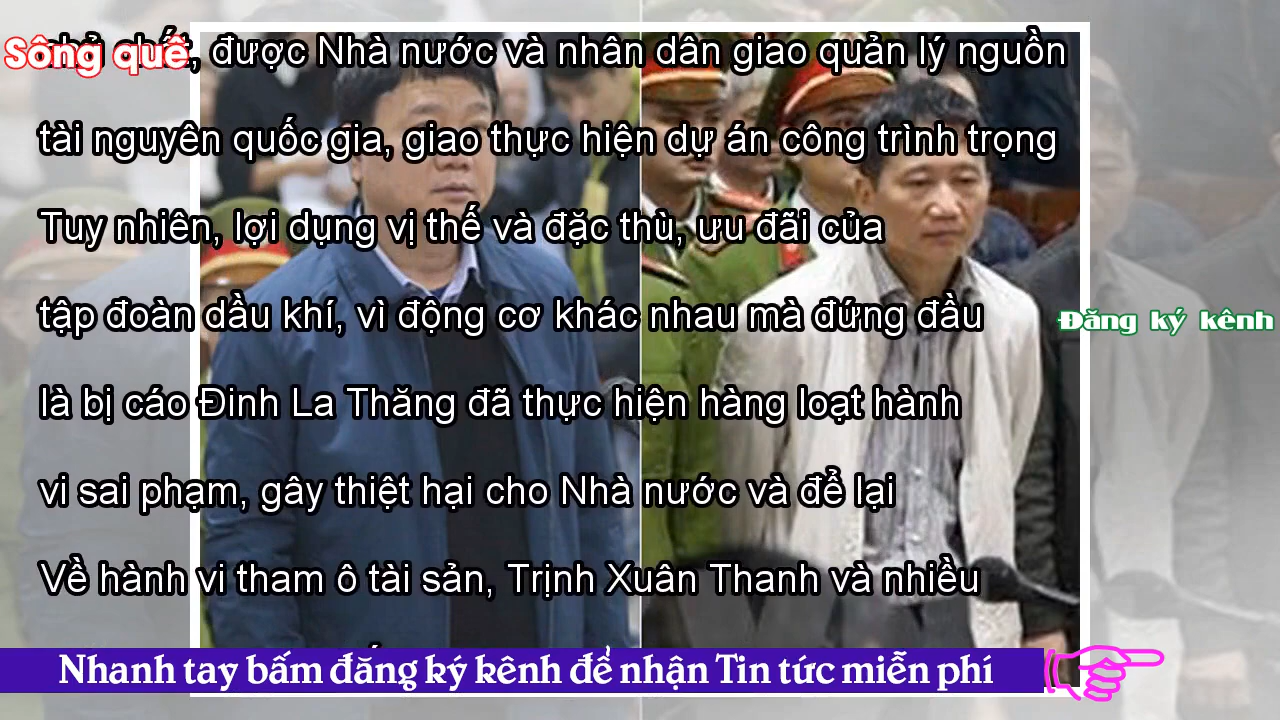 Sông quê
chất, được Nhà nước và nhân dân giao quản lý nguồn
tài nguyên quốc gia, giao thực hiện dự án công trình trọng
Tuy nhiên, lợi dụng vị thế và đặc thù, ưu đãi của
tập đoàn dầu khí, vì động cơ khác nhau mà đứng đầu
Đăng ký kênh
là bị cáo Đinh La Thăng đã thực hiện hàng loạt hành
vi sai phạm, gây thiệt hại cho Nhà nước và để lại
Về hành vi tham ô tài sản, Trịnh Xuân Thanh và nhiều
Nhanh tay bấm đăng ký kênh để nhận Tin tức miễn phí